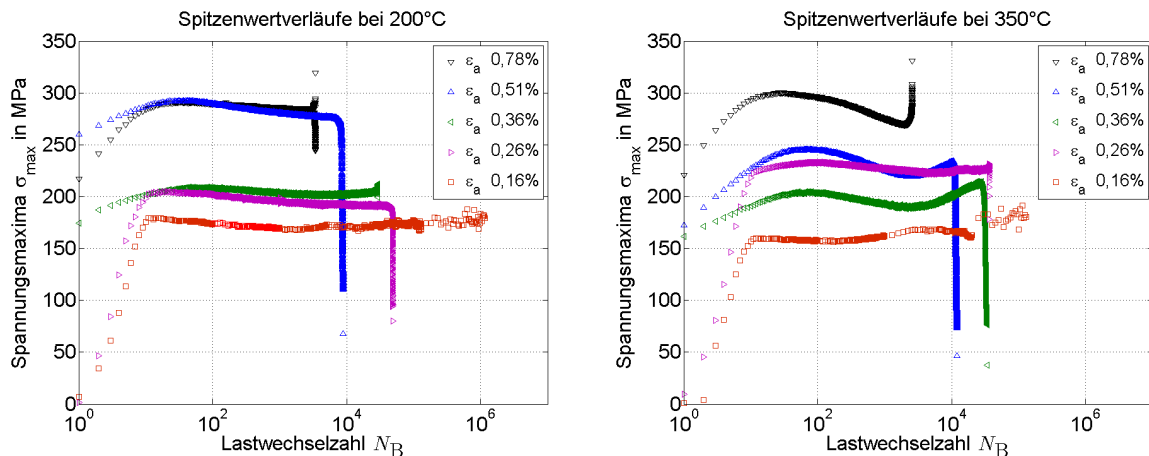 Spitzenwertverläufe bei 200°C
Spannungsmaxima σmax in MPa
350
300
250
200
150
100
50
0
10^0
10^2
10^4
10^6
Lastwechselzahl NB
εa 0,78%
εa 0,51%
εa 0,36%
εa 0,26%
εa 0,16%
Spitzenwertverläufe bei 350°C
Spannungsmaxima σmax in MPa
350
300
250
200
150
100
50
0
10^0
10^2
10^4
10^6
Lastwechselzahl NB
εa 0,78%
εa 0,51%
εa 0,36%
εa 0,26%
εa 0,16%